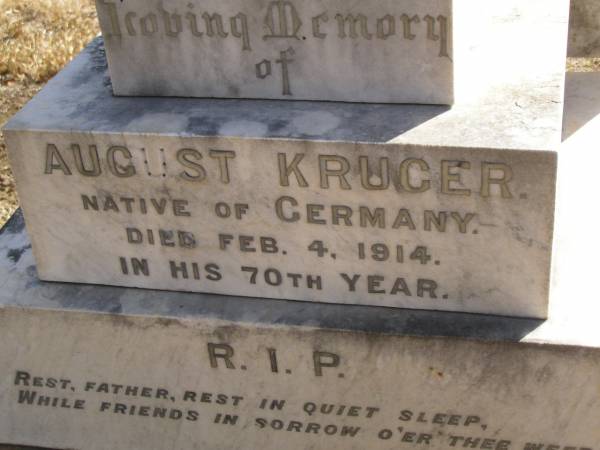 Loving Memory
of
AUGUST KRUGER.
NATIVE OF GERMANY.
DIED FEB. 4, 1914.
IN HIS 70TH YEAR.
R. I. P.
REST, FATHER, REST IN QUIET SLEEP,
WHILE FRIENDS IN SORROW O'ER THEE WEEP